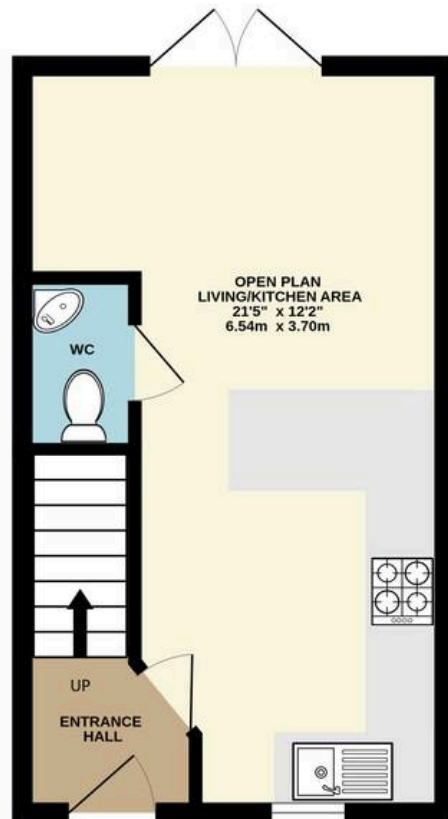 OPEN PLAN
LIVING/KITCHEN AREA
21'5" x 12'2"
6.54m x 3.70m
WC
UP
ENTRANCE
HALL